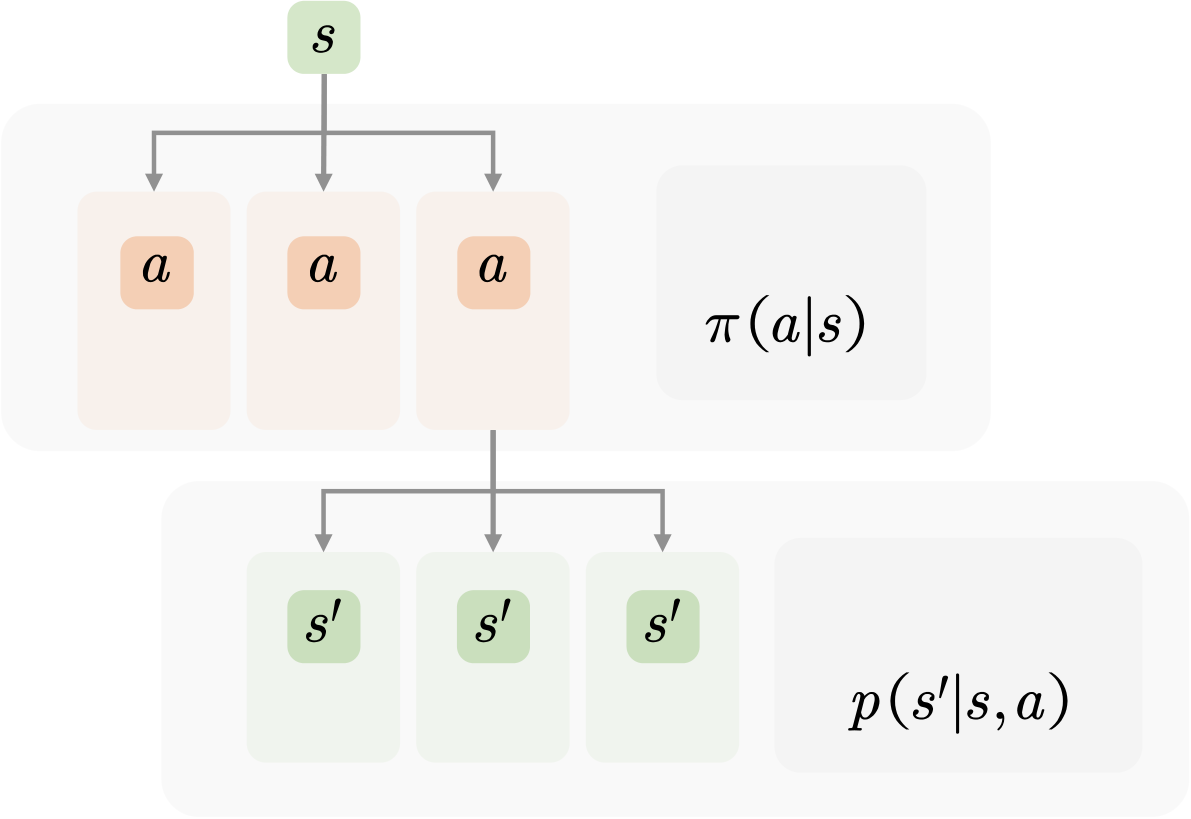 s
a a a
π(a|s)
s′ s′ s′
p(s′|s, a)